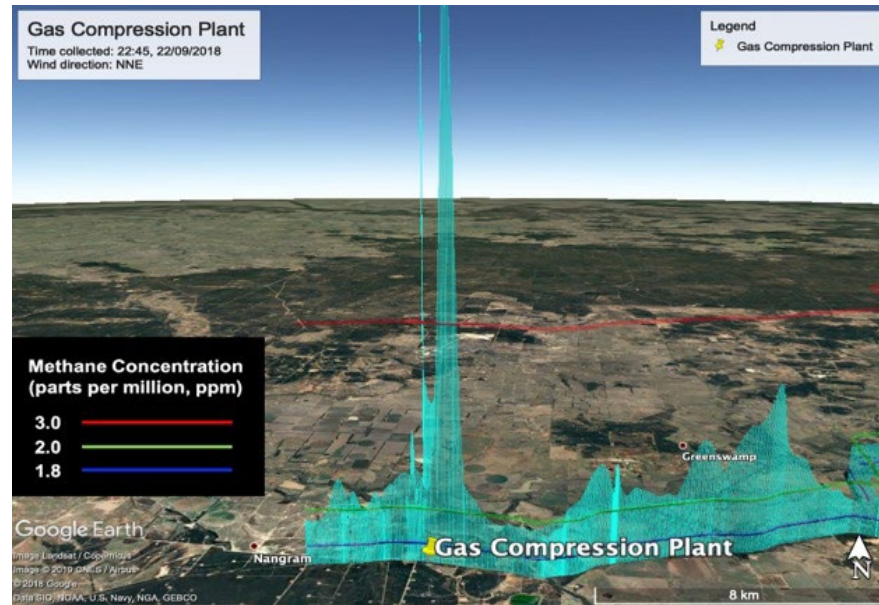 Gas Compression Plant
Time collected: 22:45, 22/09/2018
Wind direction: NNE
Legend
Gas Compression Plant
Methane Concentration
(parts per million, ppm)
3.0
2.0
1.8
Greenswamp
Gas Compression Plant
Nangram
N
8 km
Google Earth
Image Landsat / Copernicus
Image © 2019 CNES / Airbus
© 2018 Google
Data SIO, NOAA, U.S. Navy, NGA, GEBCO